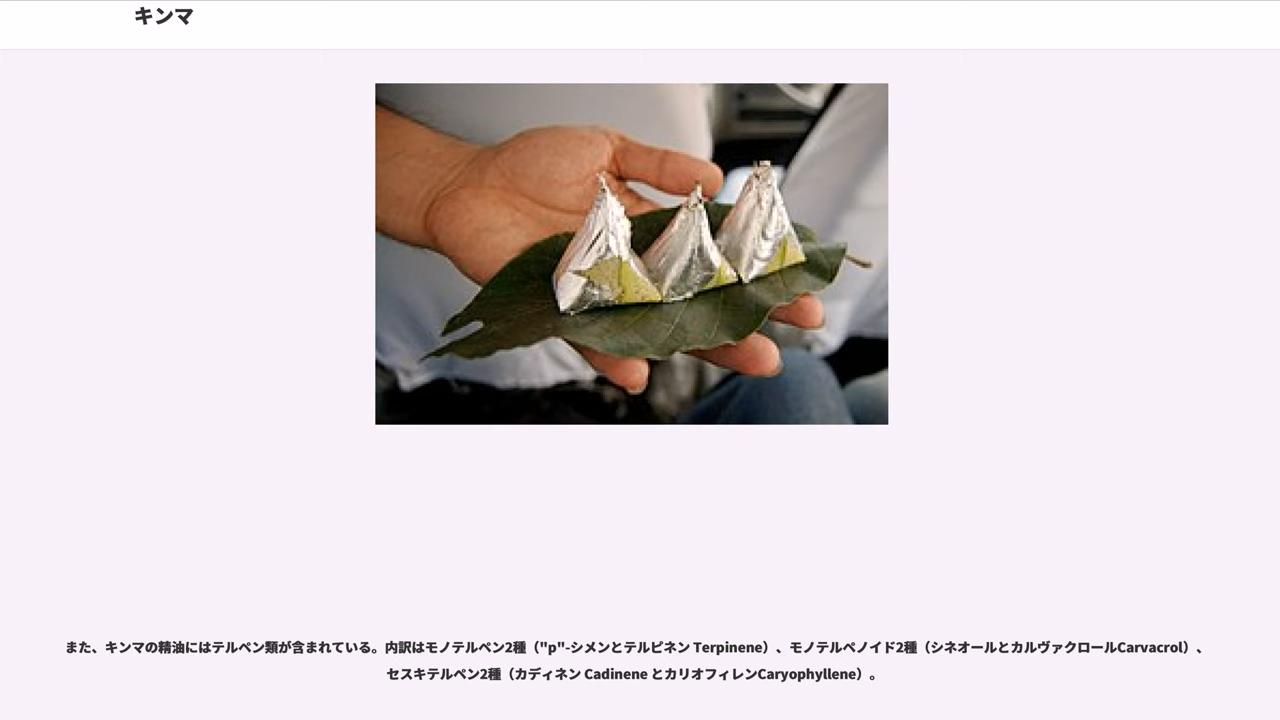 キンマ
また、キンマの精油にはテルペン類が含まれている。内訳はモノテルペン2種（"p"-シメンとテルピネン Terpinene）、モノテルペノイド2種（シネオールとカルヴァクロールCarvacrol）、
セスキテルペン2種（カディネン Cadinene とカリオフィレンCaryophyllene）。